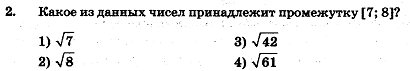 2. Какое из данных чисел принадлежит промежутку [7; 8]?
1) √7 3) √42
2) √8 4) √61